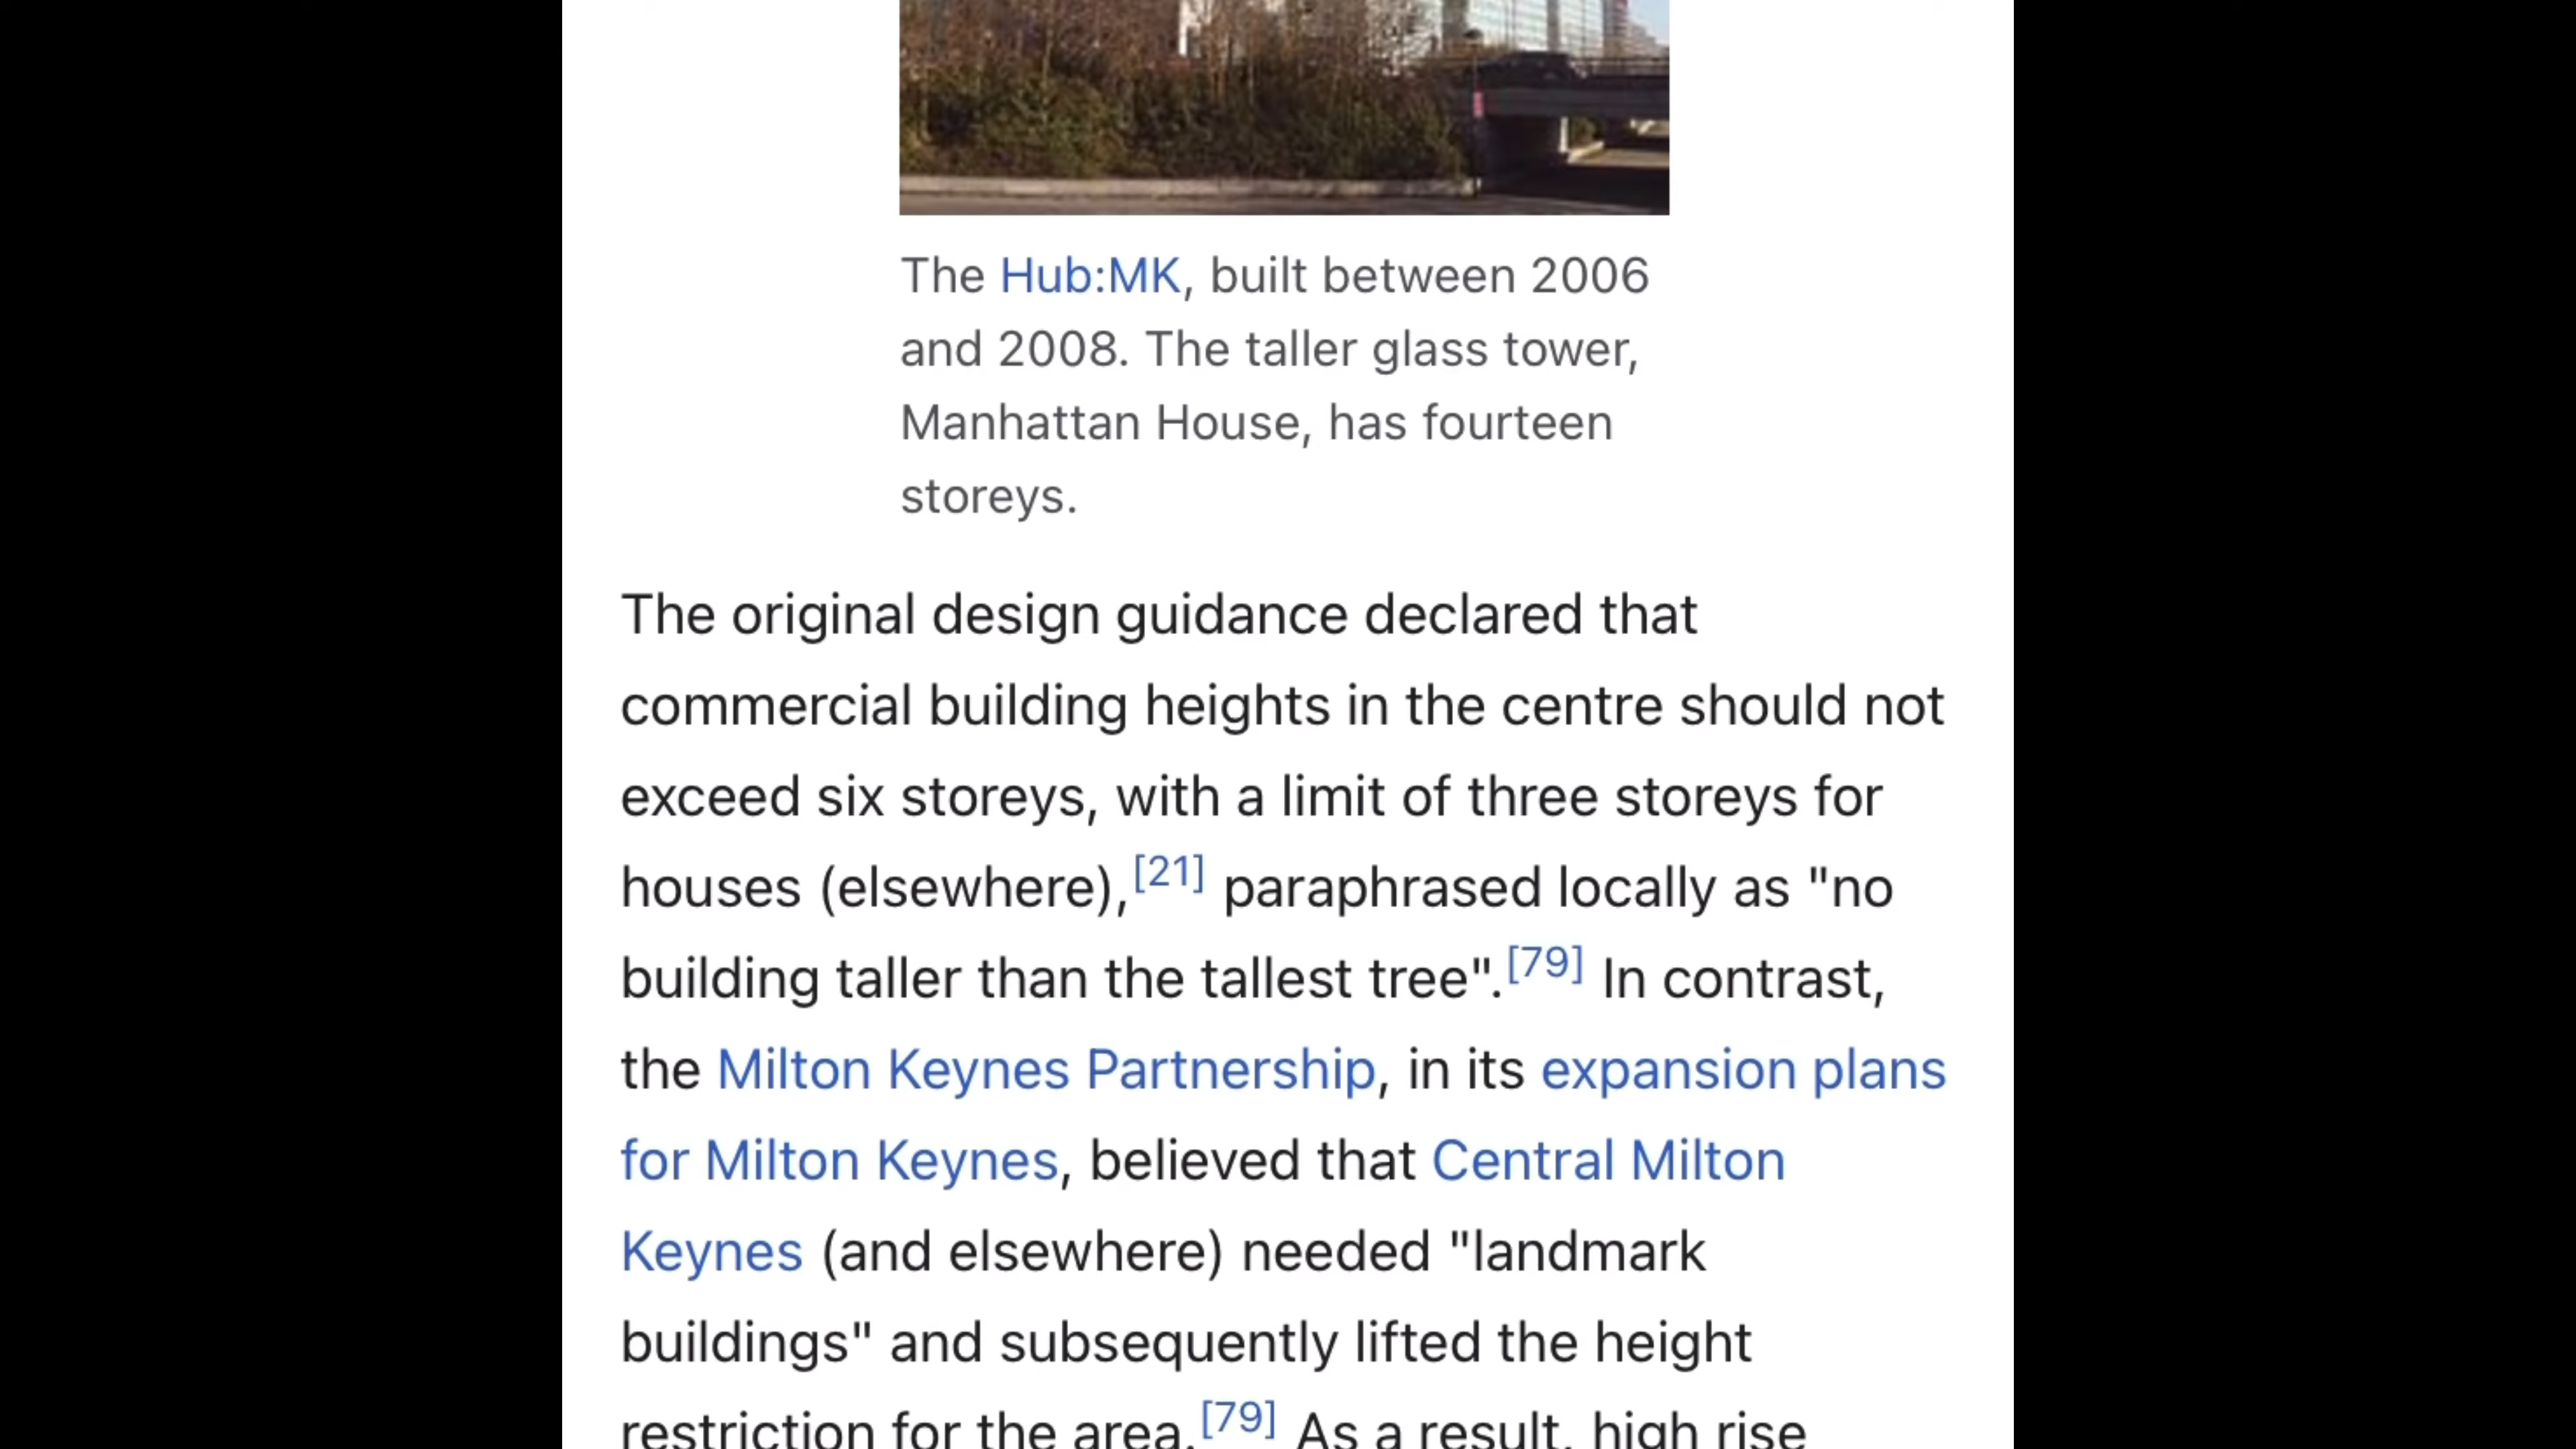 The Hub:MK, built between 2006
and 2008. The taller glass tower,
Manhattan House, has fourteen
storeys.
The original design guidance declared that
commercial building heights in the centre should not
exceed six storeys, with a limit of three storeys for
houses (elsewhere),[21] paraphrased locally as "no
building taller than the tallest tree".[79] In contrast,
the Milton Keynes Partnership, in its expansion plans
for Milton Keynes, believed that Central Milton
Keynes (and elsewhere) needed "landmark
buildings" and subsequently lifted the height
restriction for the area.[79] As a result, high rise